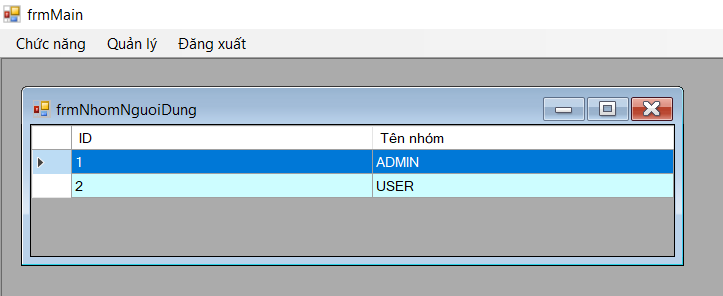 frmMain
Chức năng Quản lý Đăng xuất
frmNhomNguoiDung
ID Tên nhóm
1 ADMIN
2 USER